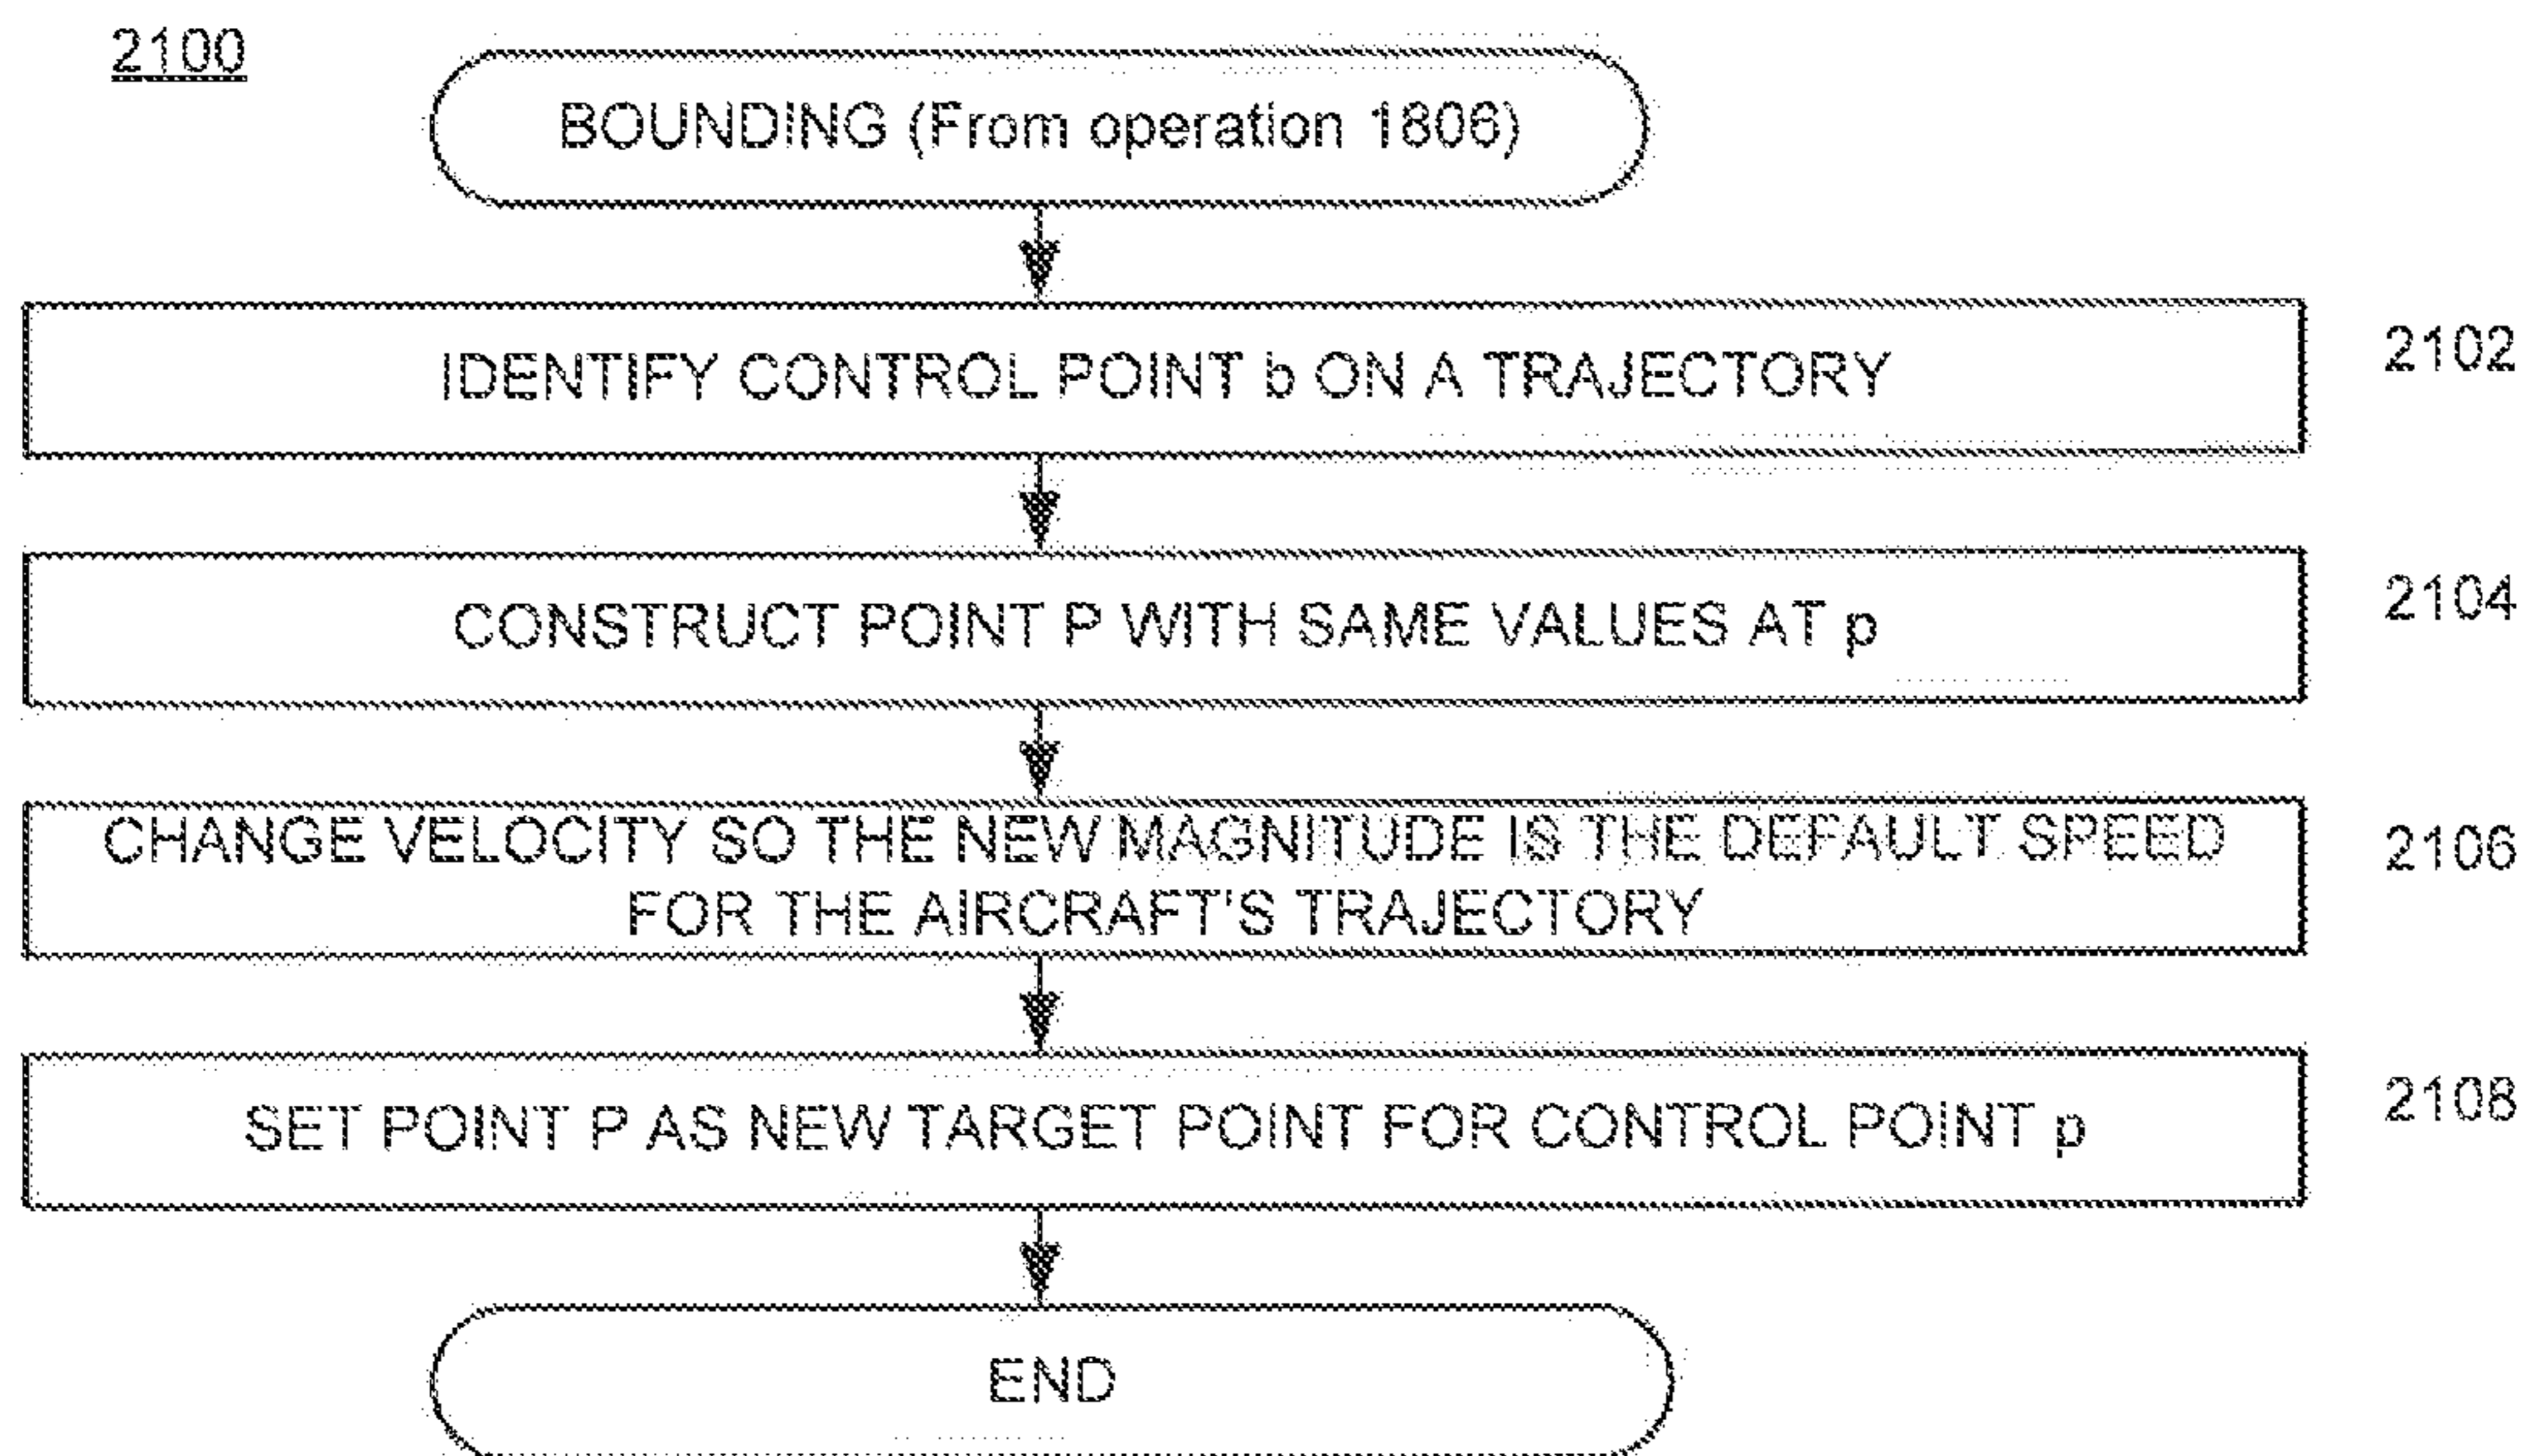 2100
BOUNDING (From operation 1806)
IDENTIFY CONTROL POINT b ON A TRAJECTORY
2102
CONSTRUCT POINT P WITH SAME VALUES AT p
2104
CHANGE VELOCITY SO THE NEW MAGNITUDE IS THE DEFAULT SPEED
FOR THE AIRCRAFT'S TRAJECTORY
2106
SET POINT P AS NEW TARGET POINT FOR CONTROL POINT p
2108
END